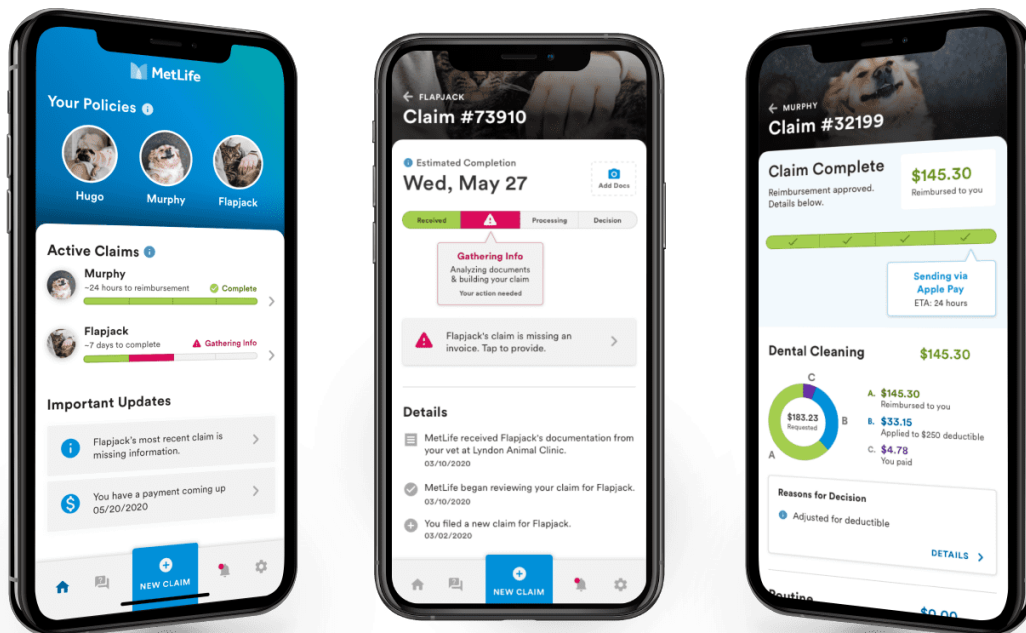 MetLife
Your Policies
Hugo
Murphy
Flapjack
Active Claims
Murphy
~24 hours to reimbursement
Complete
Flapjack
~7 days to complete
Gathering Info
Important Updates
Flapjack's most recent claim is
missing information.
You have a payment coming up
05/20/2020
NEW CLAIM
FLAPJACK
Claim #73910
Estimated Completion
Wed, May 27
Add Docs
Received
Processing
Decision
Gathering Info
Analyzing documents
& building your claim
Your action needed
Flapjack's claim is missing an
invoice. Tap to provide.
Details
MetLife received Flapjack's documentation from
your vet at Lyndon Animal Clinic.
03/10/2020
MetLife began reviewing your claim for Flapjack.
03/10/2020
You filed a new claim for Flapjack.
03/02/2020
NEW CLAIM
MURPHY
Claim #32199
Claim Complete
Reimbursement approved.
Details below.
$145.30
Reimbursed to you
Sending via
Apple Pay
ETA: 24 hours
Dental Cleaning
$145.30
C
B
A
$183.23
Requested
A. $145.30
Reimbursed to you
B. $33.15
Applied to $250 deductible
C. $4.78
You paid
Reasons for Decision
Adjusted for deductible
DETAILS
Routine
$0.00